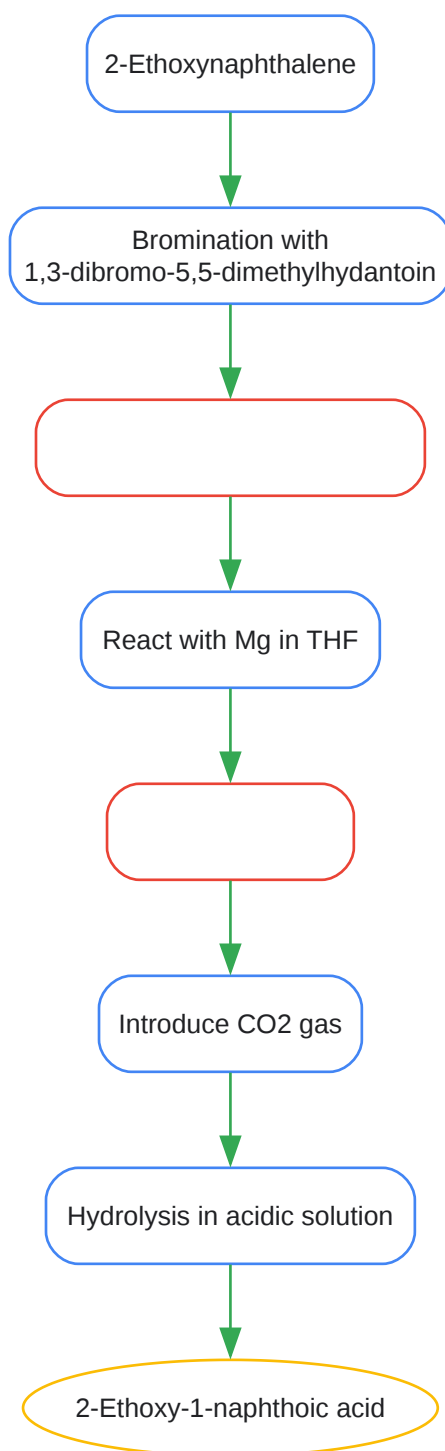 2-Ethoxynaphthalene
Bromination with
1,3-dibromo-5,5-dimethylhydantoin
React with Mg in THF
Introduce CO2 gas
Hydrolysis in acidic solution
2-Ethoxy-1-naphthoic acid